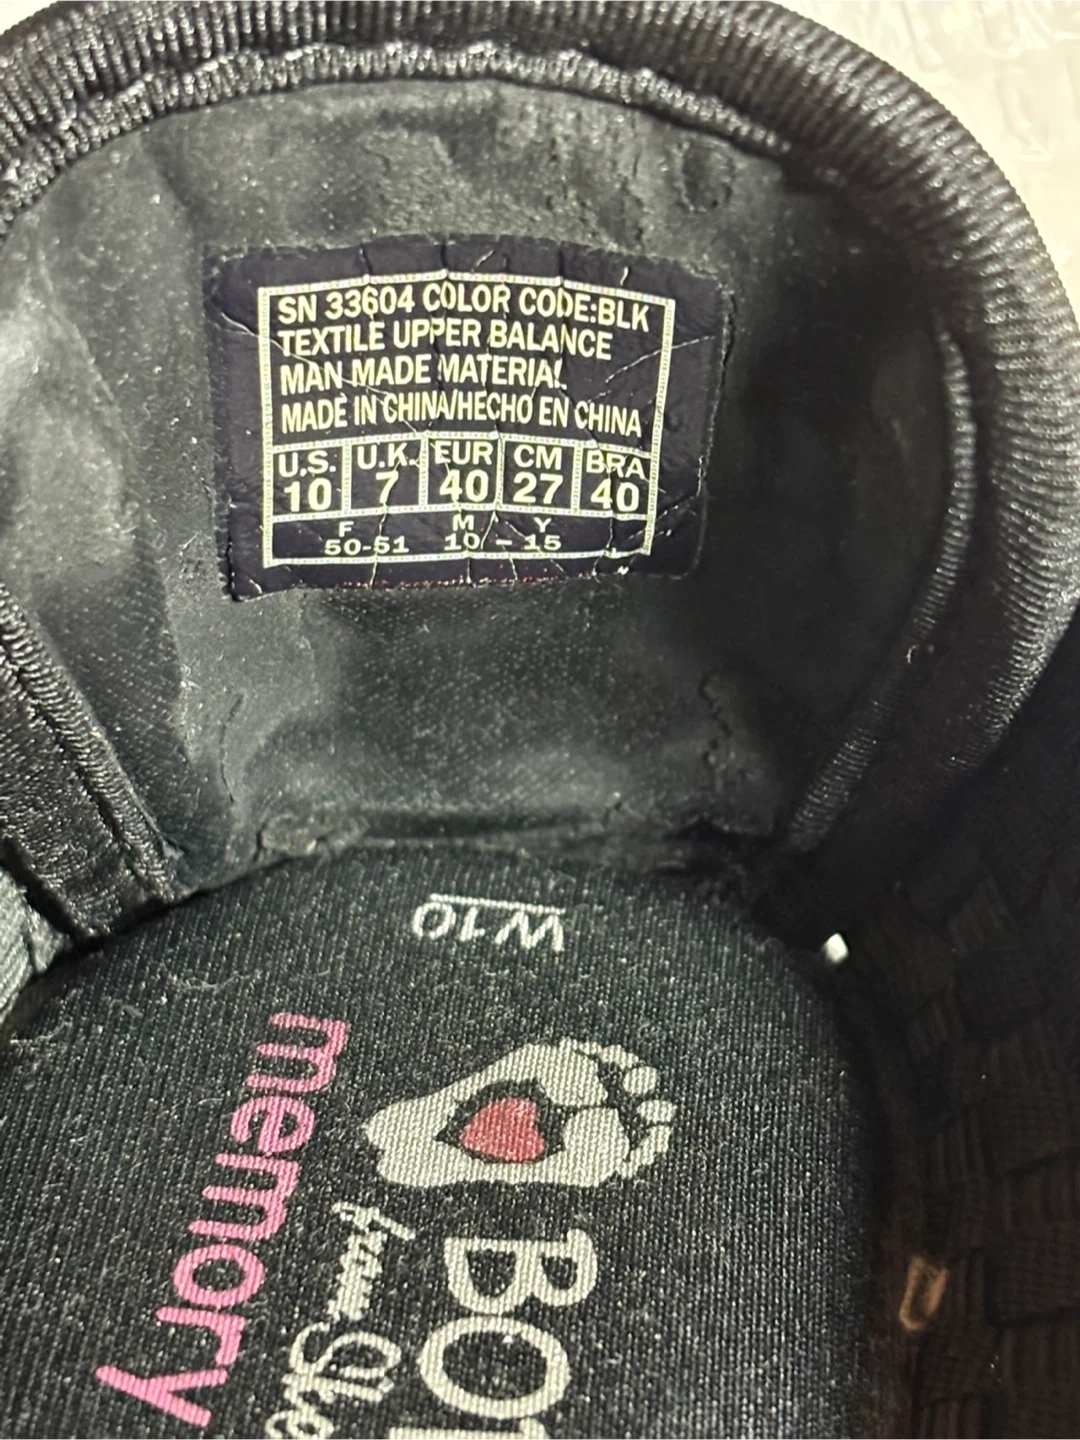 SN 33604 COLOR CODE:BLK
TEXTILE UPPER BALANCE
MAN MADE MATERIAL
MADE IN CHINA/HECHO EN CHINA
U.S. U.K. EUR CM BRA
10 7 40 27 40
F M Y
50-51 10 - 15
W 10
memory